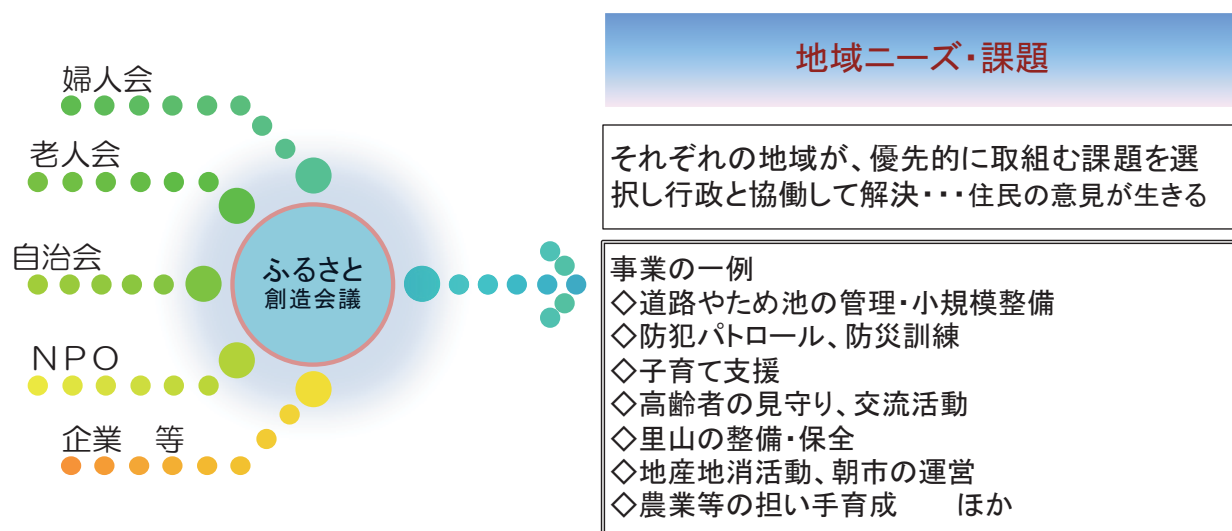 婦人会
老人会
自治会
NPO
企業　等
ふるさと
創造会議
地域ニーズ・課題
それぞれの地域が、優先的に取組む課題を選
択し行政と協働して解決・・・住民の意見が生きる
事業の一例
◇道路やため池の管理・小規模整備
◇防犯パトロール、防災訓練
◇子育て支援
◇高齢者の見守り、交流活動
◇里山の整備・保全
◇地産地消活動、朝市の運営
◇農業等の担い手育成　　ほか